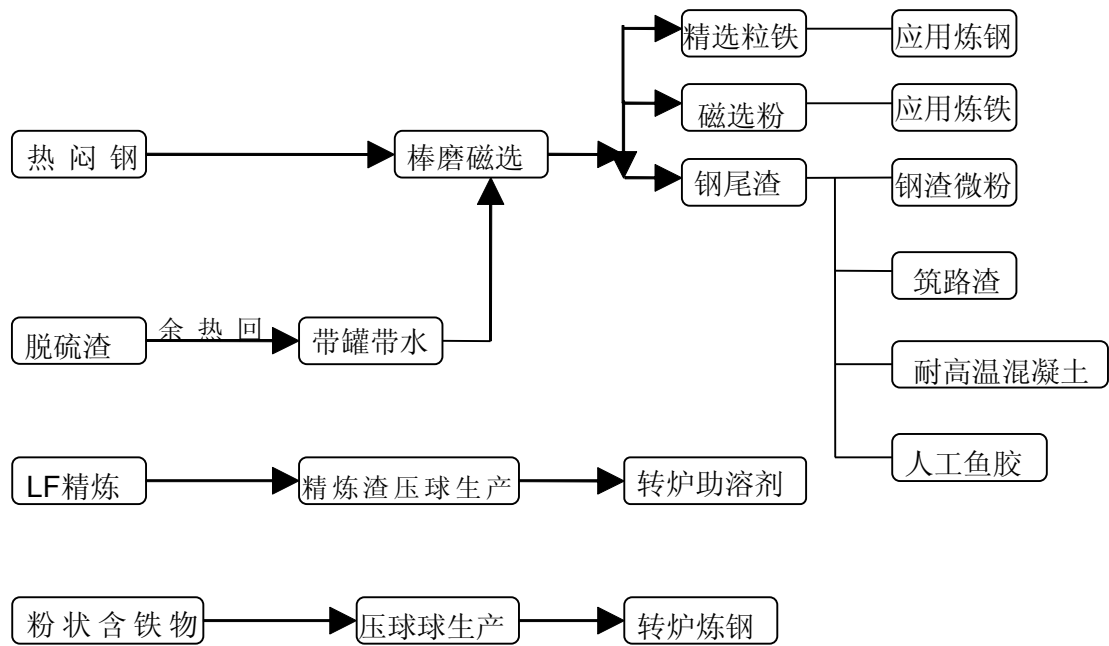 精选粒铁
应用炼钢
磁选粉
应用炼铁
热闷钢
棒磨磁选
钢尾渣
钢渣微粉
筑路渣
脱硫渣
余热回
带罐带水
耐高温混凝土
人工鱼胶
LF精炼
精炼渣压球生产
转炉助溶剂
粉状含铁物
压球球生产
转炉炼钢